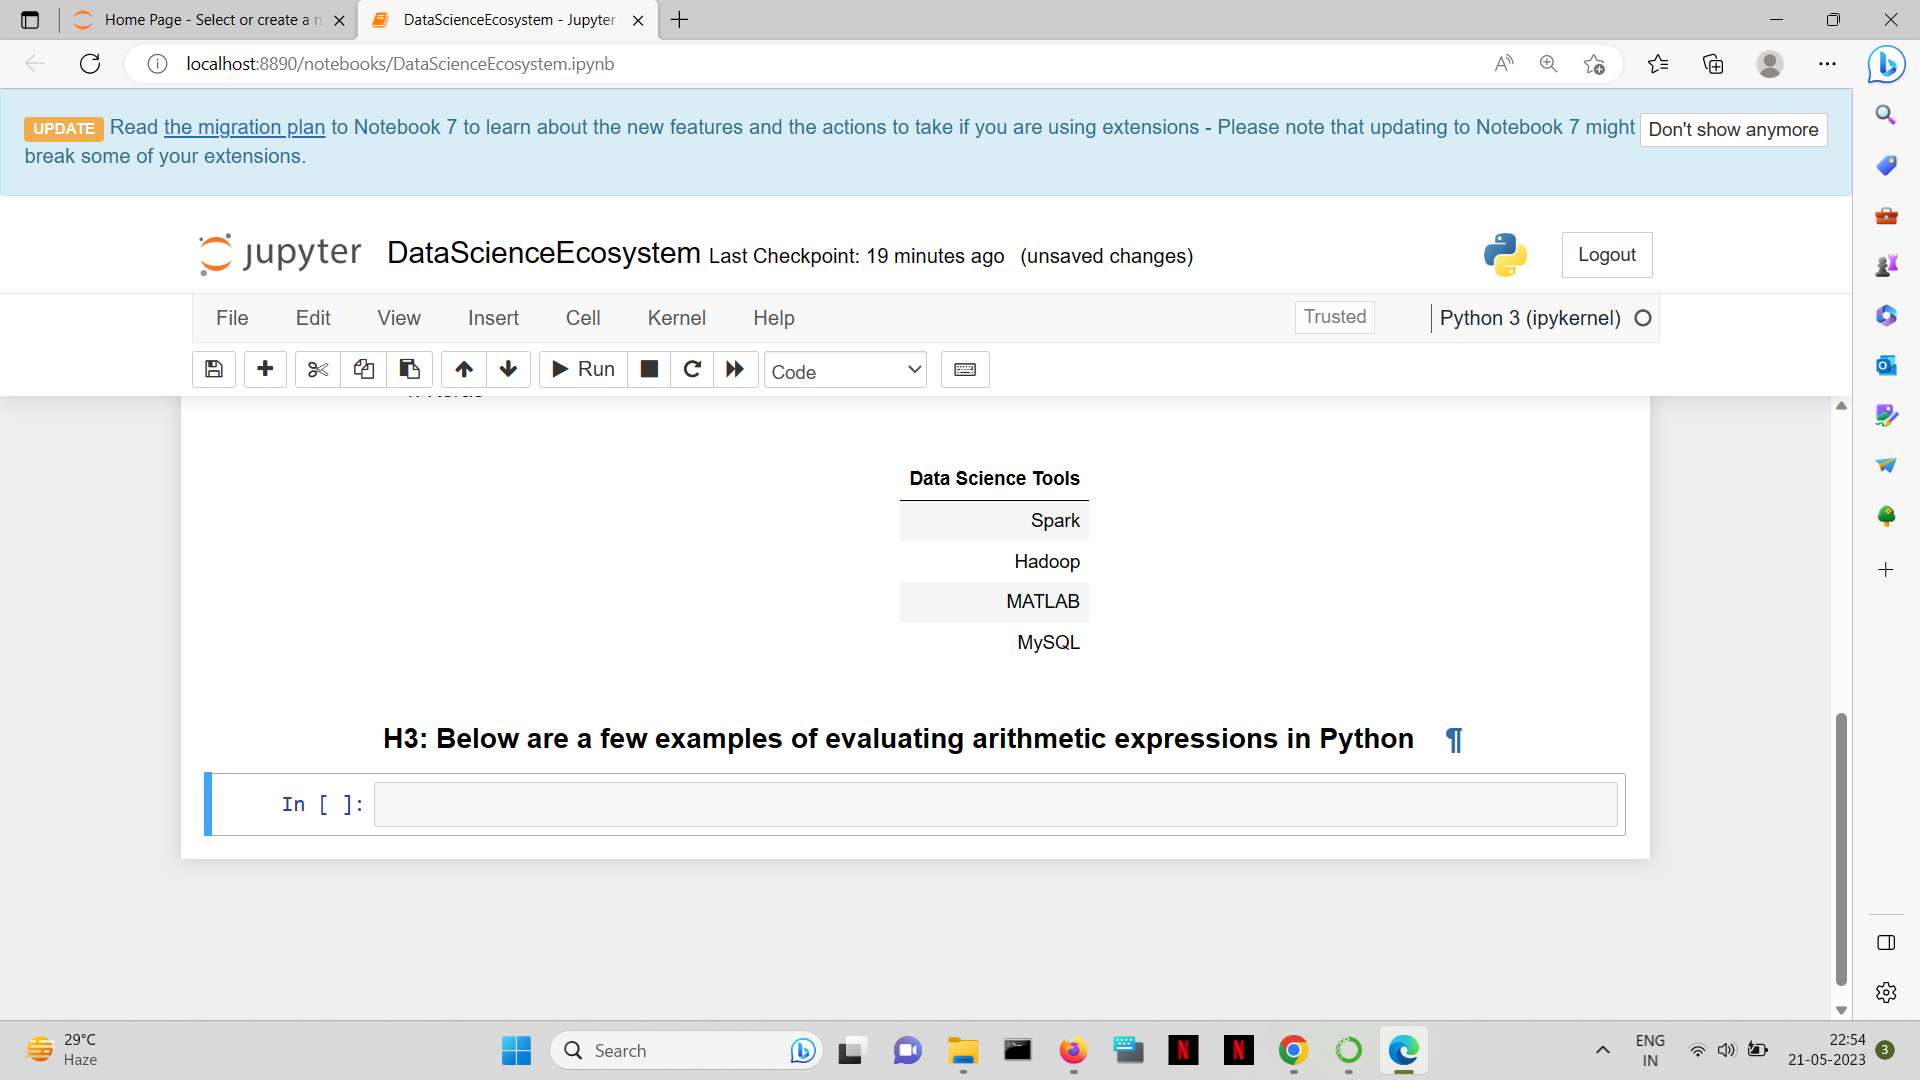 Home Page - Select or create a n
DataScienceEcosystem - Jupyter
localhost:8890/notebooks/DataScienceEcosystem.ipynb
UPDATE Read the migration plan to Notebook 7 to learn about the new features and the actions to take if you are using extensions - Please note that updating to Notebook 7 might
break some of your extensions.
Don't show anymore
jupyter DataScienceEcosystem Last Checkpoint: 19 minutes ago (unsaved changes)
Logout
File Edit View Insert Cell Kernel Help
Trusted
Python 3 (ipykernel)
Run
Code
Data Science Tools
Spark
Hadoop
MATLAB
MySQL
H3: Below are a few examples of evaluating arithmetic expressions in Python ¶
In [ ]:
29°C
Haze
Search
ENG
IN
22:54
21-05-2023
3